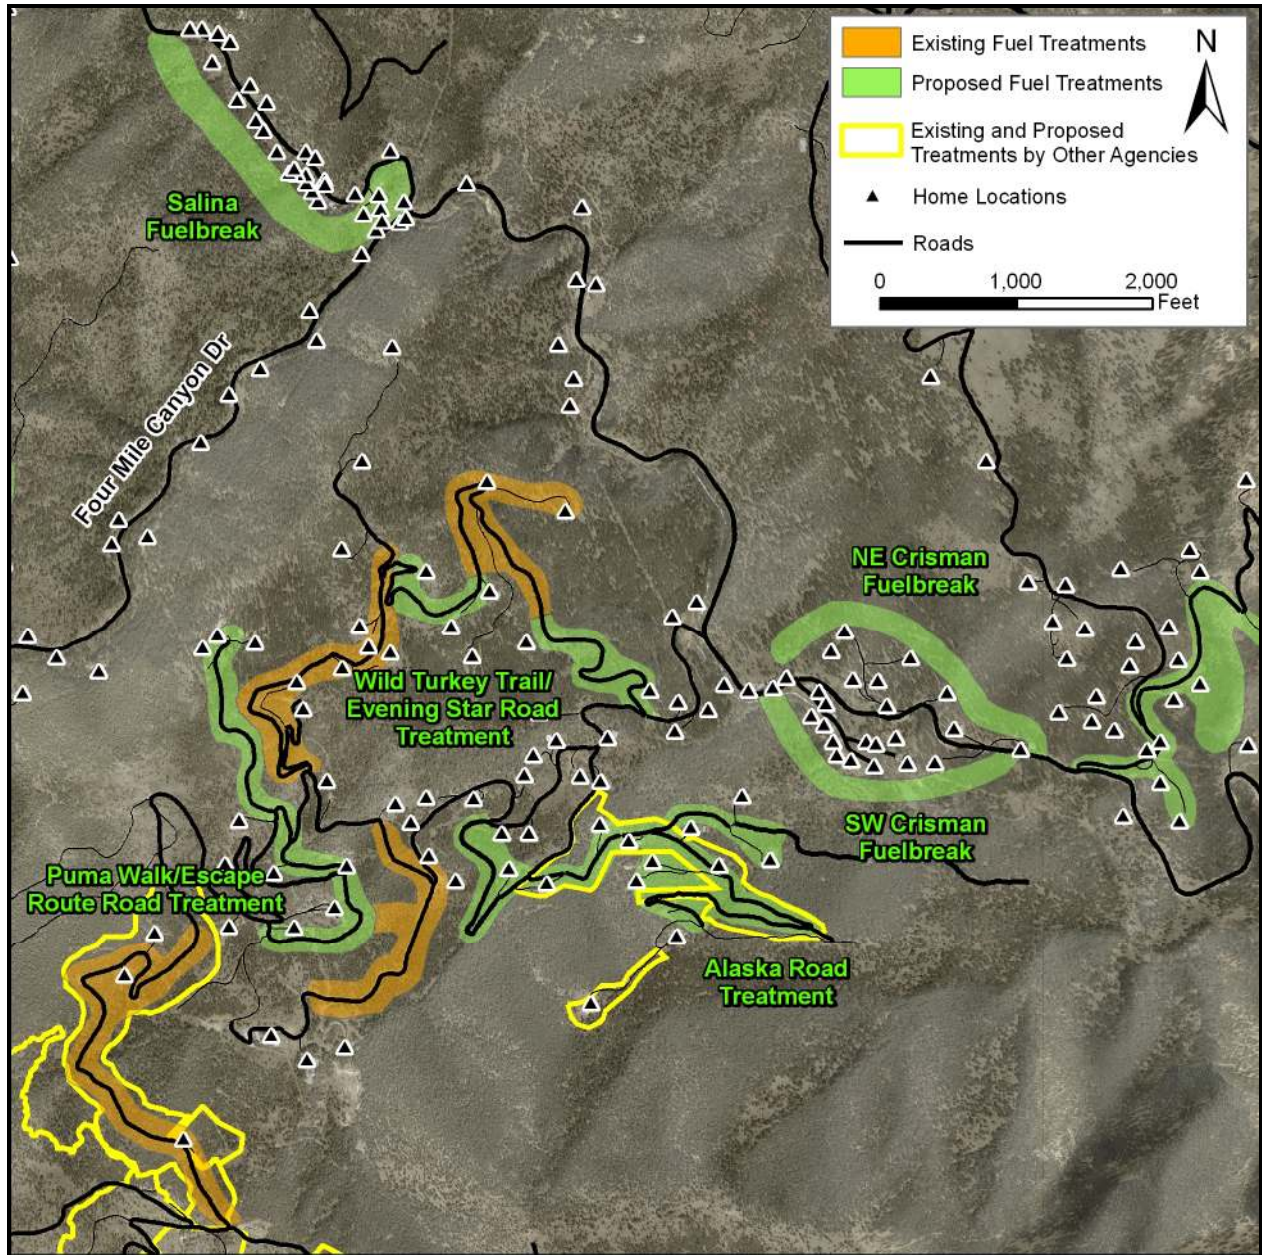 Existing Fuel Treatments
N
Proposed Fuel Treatments
Existing and Proposed
Treatments by Other Agencies
Home Locations
Roads
0 1,000 2,000
Feet
Salina
Fuelbreak
Four Mile Canyon Dr
NE Crisman
Fuelbreak
Wild Turkey Trail/
Evening Star Road
Treatment
SW Crisman
Fuelbreak
Puma Walk/Escape
Route Road Treatment
Alaska Road
Treatment